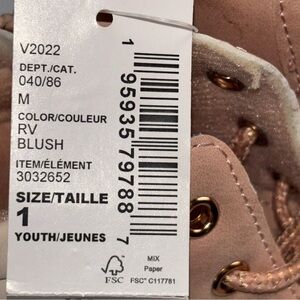 V2022
DEPT./CAT.
040/86
M
COLOR/COULEUR
RV
BLUSH
ITEM/ÉLÉMENT
3032652
SIZE/TAILLE
1
YOUTH/JEUNES
1 95935 79788 7
FSC
MIX
Paper
FSC® C117781